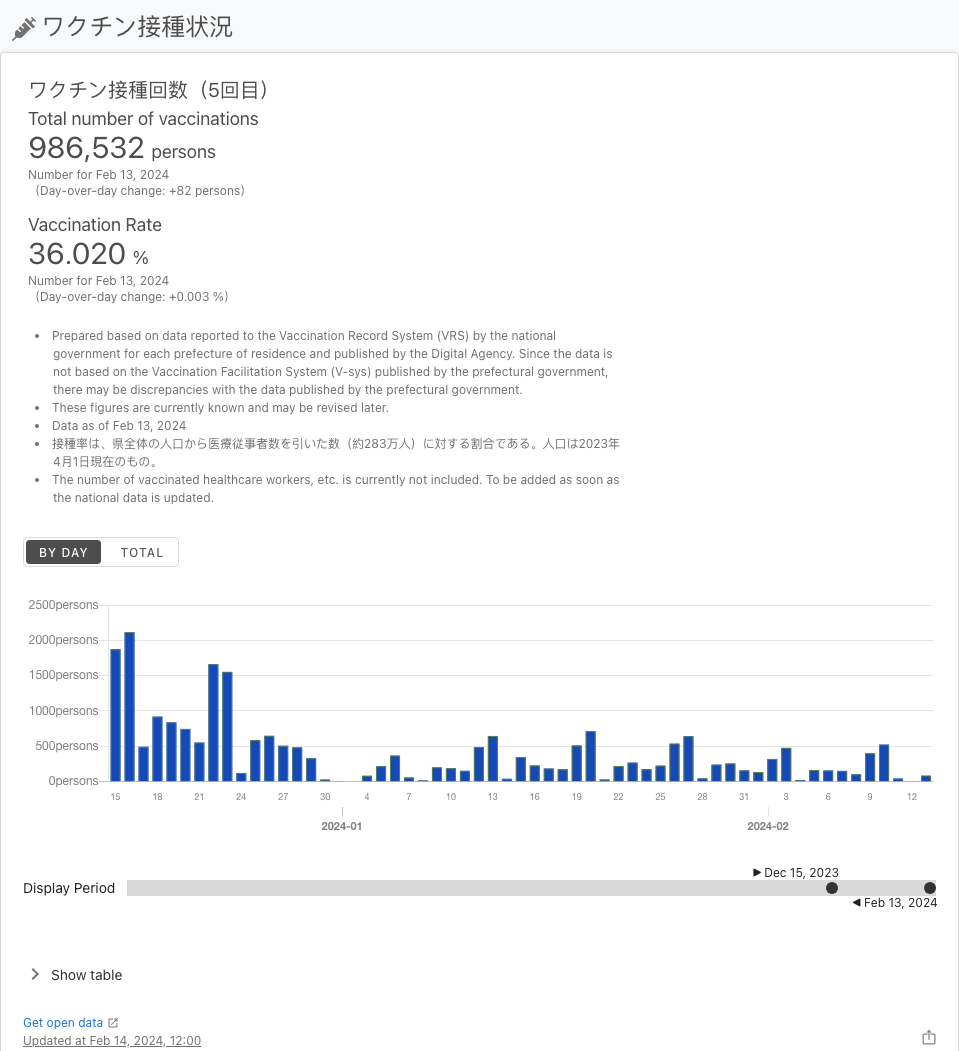 ワクチン接種状況
ワクチン接種回数（5回目）
Total number of vaccinations
986,532 persons
Number for Feb 13, 2024
（Day-over-day change: +82 persons）
Vaccination Rate
36.020 %
Number for Feb 13, 2024
（Day-over-day change: +0.003 %）
• Prepared based on data reported to the Vaccination Record System (VRS) by the national
government for each prefecture of residence and published by the Digital Agency. Since the data is
not based on the Vaccination Facilitation System (V-sys) published by the prefectural government,
there may be discrepancies with the data published by the prefectural government.
• These figures are currently known and may be revised later.
• Data as of Feb 13, 2024
• 接種率は、県全体の人口から医療従事者数を引いた数（約283万人）に対する割合である。人口は2023年
4月1日現在のもの。
• The number of vaccinated healthcare workers, etc. is currently not included. To be added as soon as
the national data is updated.
BY DAY TOTAL
2500persons
2000persons
1500persons
1000persons
500persons
0persons
15 18 21 24 27 30 4 7 10 13 16 19 22 25 28 31 3 6 9 12
2024-01 2024-02
Dec 15, 2023
Display Period
Feb 13, 2024
Show table
Get open data
Updated at Feb 14, 2024, 12:00